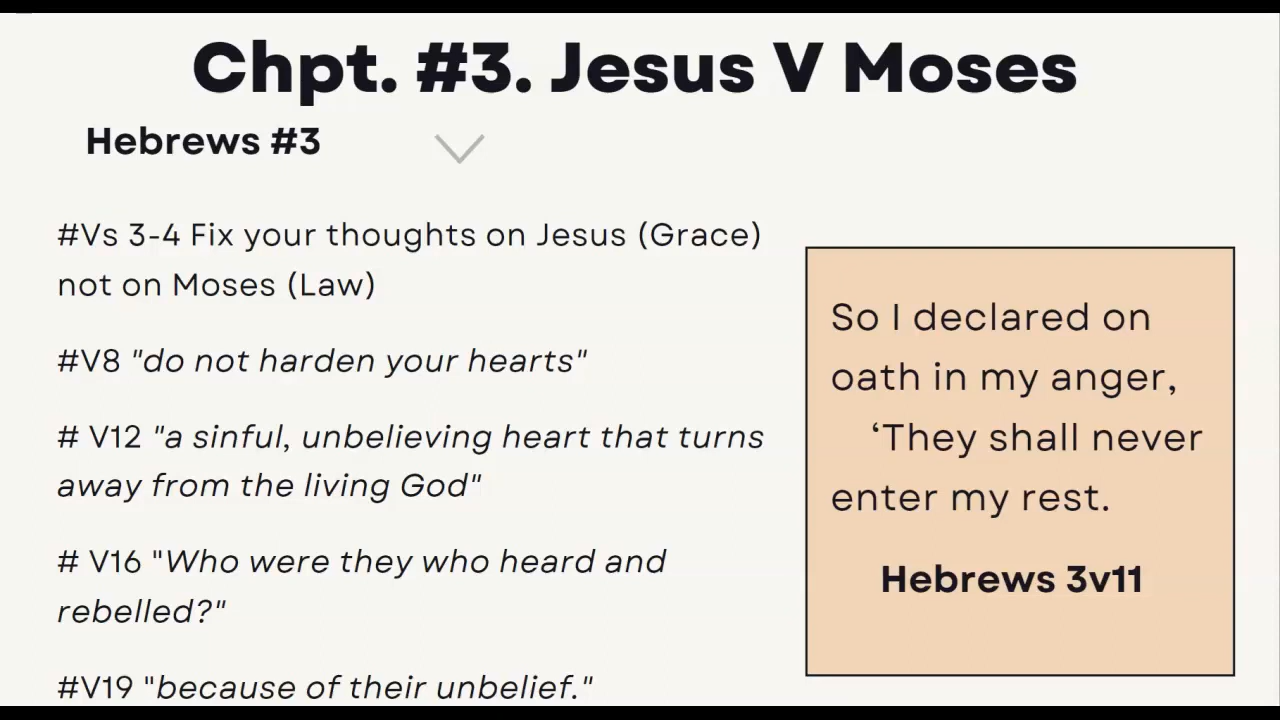 Chpt. #3. Jesus V Moses
Hebrews #3
#Vs 3-4 Fix your thoughts on Jesus (Grace)
not on Moses (Law)
#V8 "do not harden your hearts"
# V12 "a sinful, unbelieving heart that turns
away from the living God"
# V16 "Who were they who heard and
rebelled?"
#V19 "because of their unbelief."
So I declared on
oath in my anger,
‘They shall never
enter my rest.
Hebrews 3v11